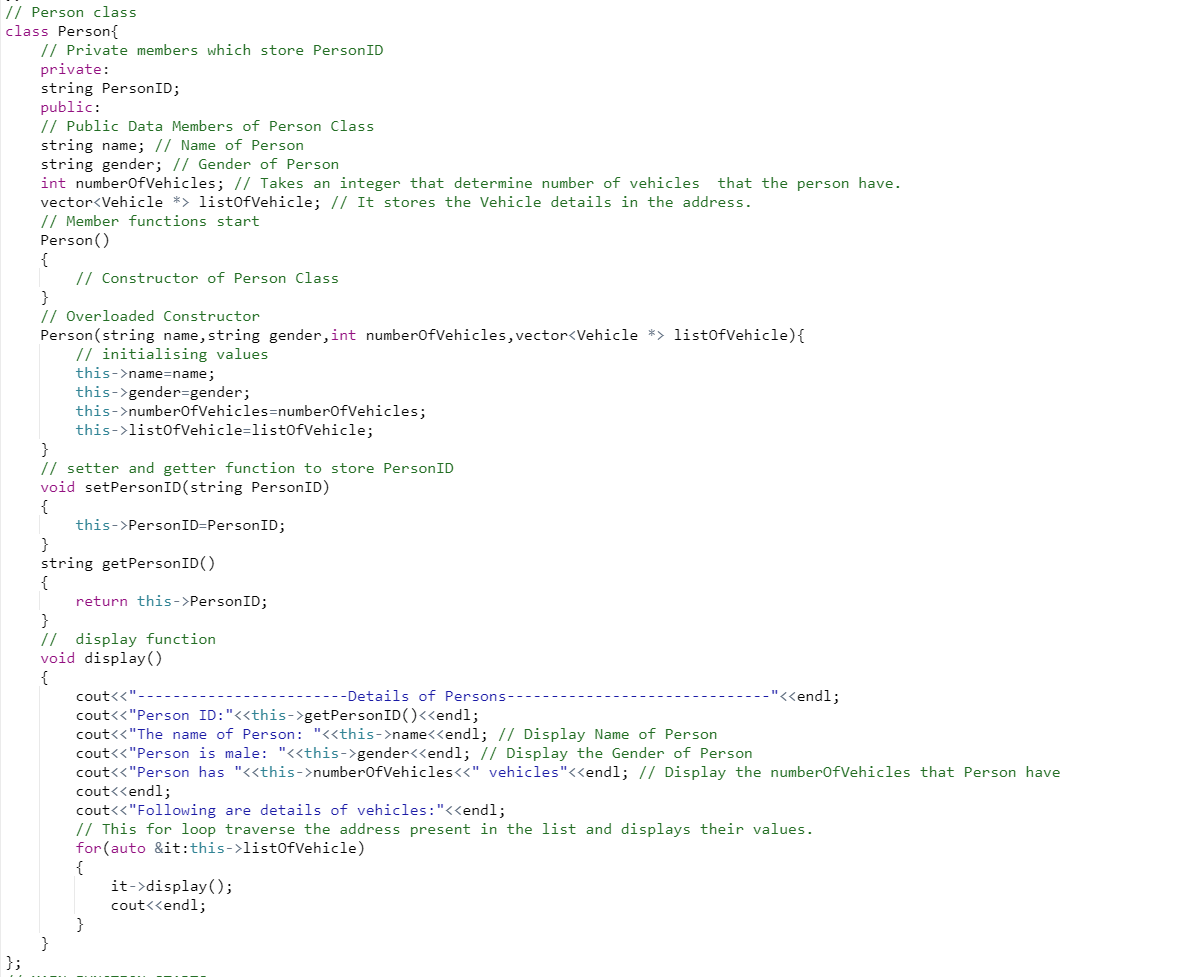 // Person class
class Person{
    // Private members which store PersonID
    private:
    string PersonID;
    public:
    // Public Data Members of Person Class
    string name; // Name of Person
    string gender; // Gender of Person
    int numberOfVehicles; // Takes an integer that determine number of vehicles  that the person have.
    vector<Vehicle *> listOfVehicle; // It stores the Vehicle details in the address.
    // Member functions start
    Person()
    {
        // Constructor of Person Class
    }
    // Overloaded Constructor
    Person(string name,string gender,int numberOfVehicles,vector<Vehicle *> listOfVehicle){
        // initialising values
        this->name=name;
        this->gender=gender;
        this->numberOfVehicles=numberOfVehicles;
        this->listOfVehicle=listOfVehicle;
    }
    // setter and getter function to store PersonID
    void setPersonID(string PersonID)
    {
        this->PersonID=PersonID;
    }
    string getPersonID()
    {
        return this->PersonID;
    }
    //  display function
    void display()
    {
        cout<<"------------------------Details of Persons------------------------------"<<endl;
        cout<<"Person ID:"<<this->getPersonID()<<endl;
        cout<<"The name of Person: "<<this->name<<endl; // Display Name of Person
        cout<<"Person is male: "<<this->gender<<endl; // Display the Gender of Person
        cout<<"Person has "<<this->numberOfVehicles<<" vehicles"<<endl; // Display the numberOfVehicles that Person have
        cout<<endl;
        cout<<"Following are details of vehicles:"<<endl;
        // This for loop traverse the address present in the list and displays their values.
        for(auto &it:this->listOfVehicle)
        {
            it->display();
            cout<<endl;
        }
    }
};